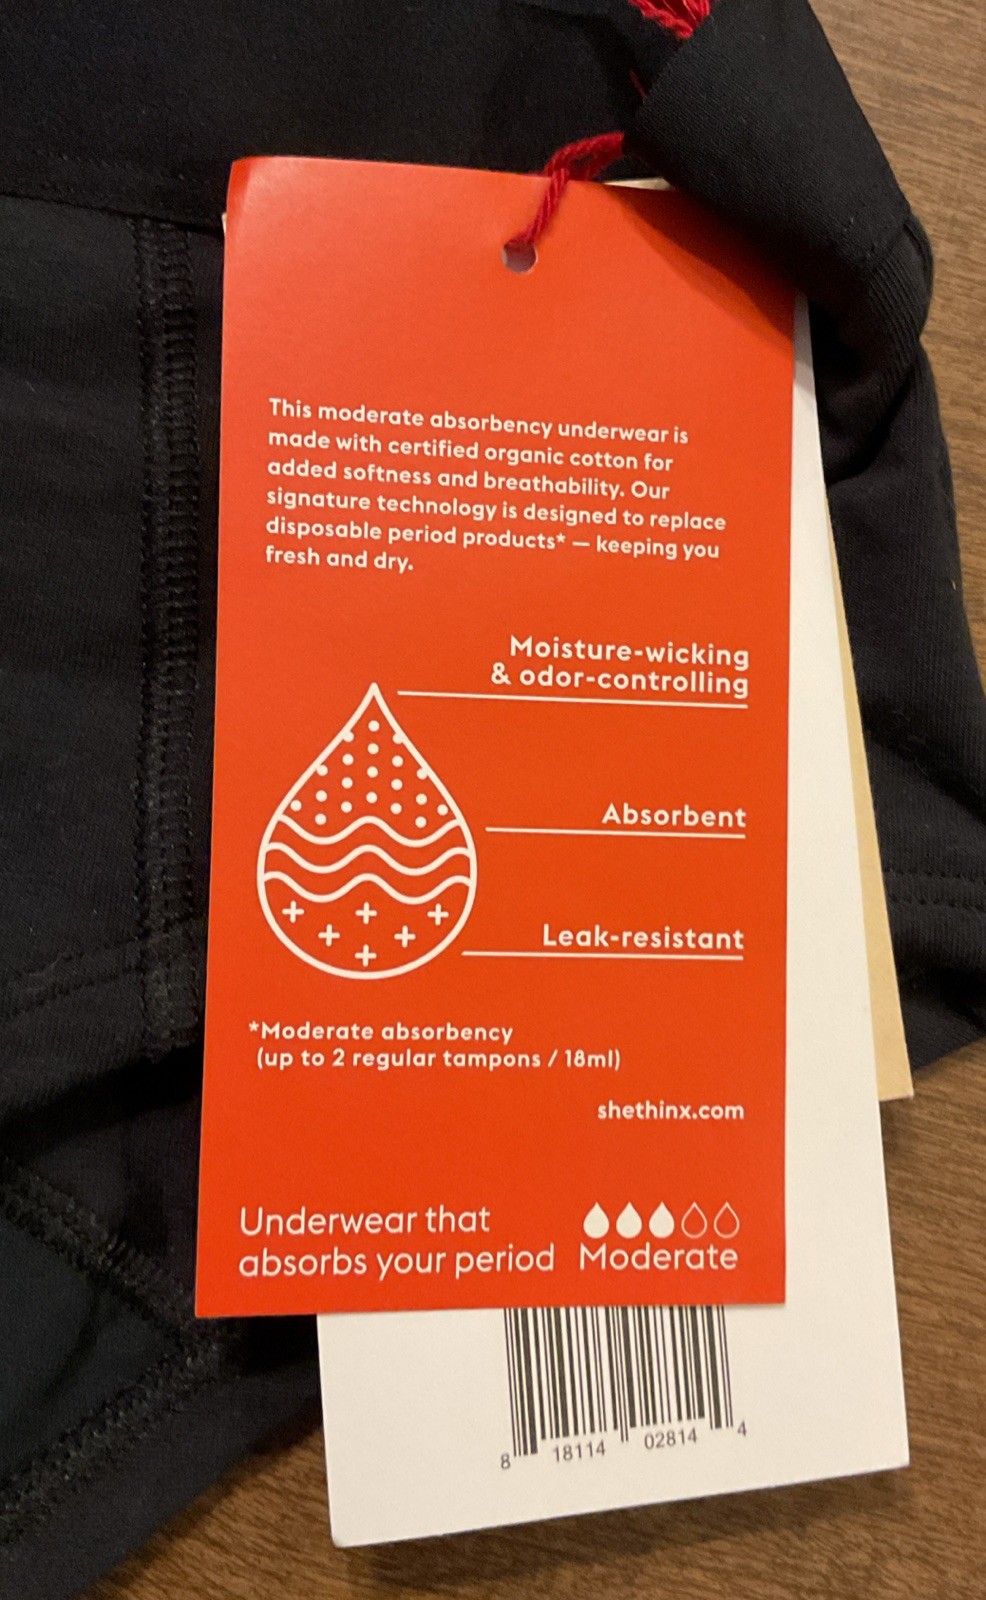 This moderate absorbency underwear is
made with certified organic cotton for
added softness and breathability. Our
signature technology is designed to replace
disposable period products* — keeping you
fresh and dry.
Moisture-wicking
& odor-controlling
Absorbent
Leak-resistant
*Moderate absorbency
(up to 2 regular tampons / 18ml)
shethinx.com
Underwear that
absorbs your period
Moderate
8 18114 02814 4